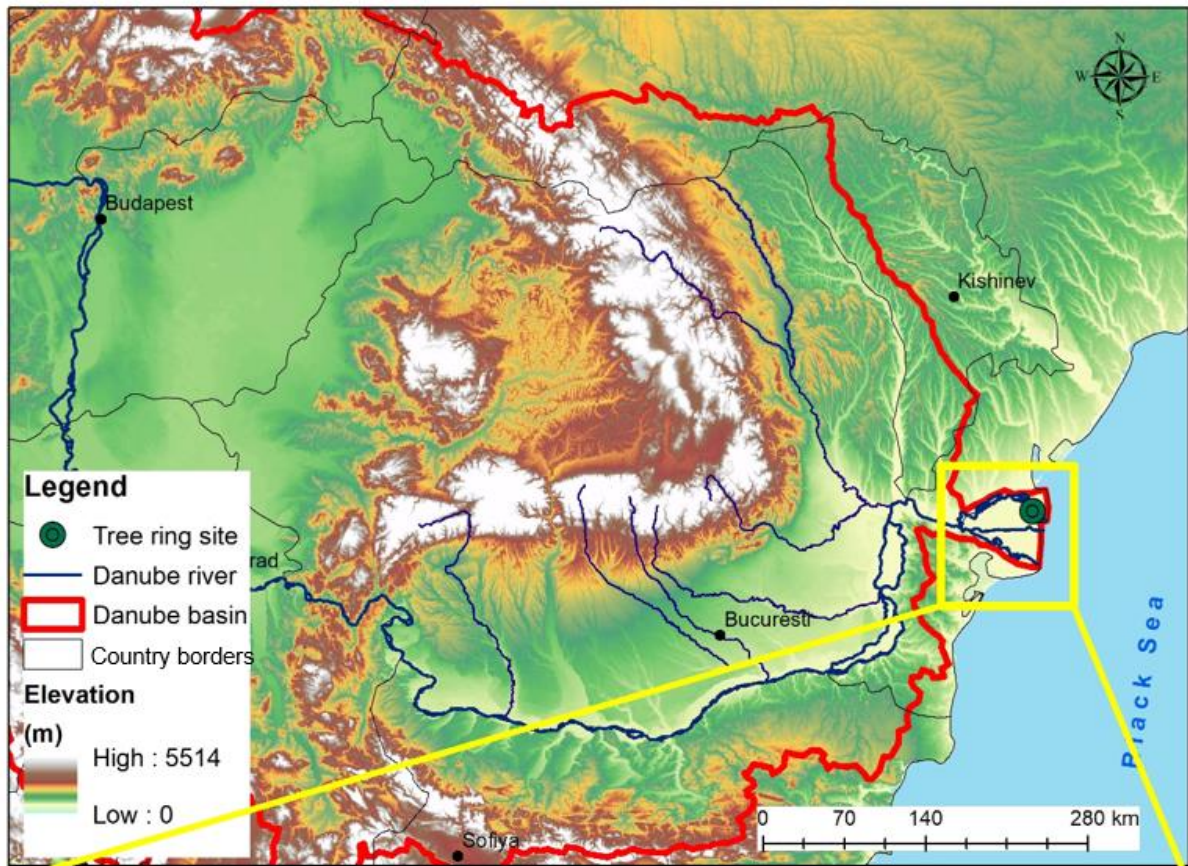 N
W E
S
Budapest
Kishinev
Legend
Tree ring site
Danube river
rad
Danube basin
Country borders
Bucuresti
Elevation
(m)
High : 5514
Low : 0
Sofiya
Plack Sea
0 70 140 280 km